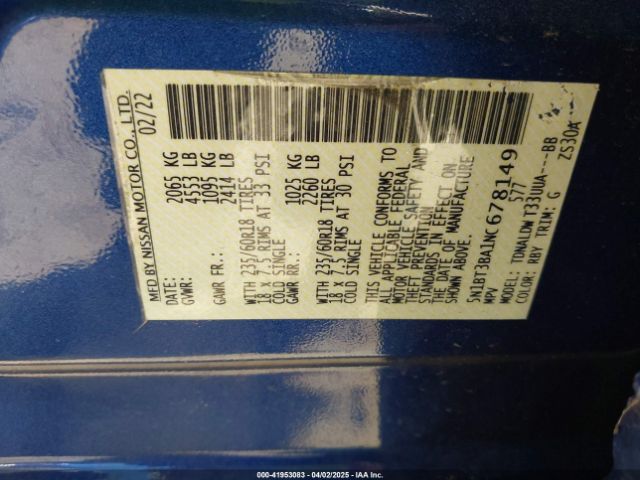 MFD BY NISSAN MOTOR CO., LTD.
DATE: 02/22
GVWR: 2065 KG
4553 LB
GAWR FR.: 1095 KG
2414 LB
WITH 235/60R18 TIRES
18 X 7.5 RIMS AT 33 PSI
COLD SINGLE
GAWR RR.: 1025 KG
2260 LB
WITH 235/60R18 TIRES
18 X 7.5 RIMS AT 30 PSI
COLD SINGLE
THIS VEHICLE CONFORMS TO
ALL APPLICABLE FEDERAL
MOTOR VEHICLE SAFETY AND
THEFT PREVENTION
STANDARDS IN EFFECT ON
THE DATE OF MANUFACTURE
SHOWN ABOVE.
5N1BT3BA1NC678149
MPV 577
MODEL: TDNALDWT33UUA---BB
COLOR: RBY TRIM: G ZS30A
00-41953083 - 04/02/2025 - IAA Inc.